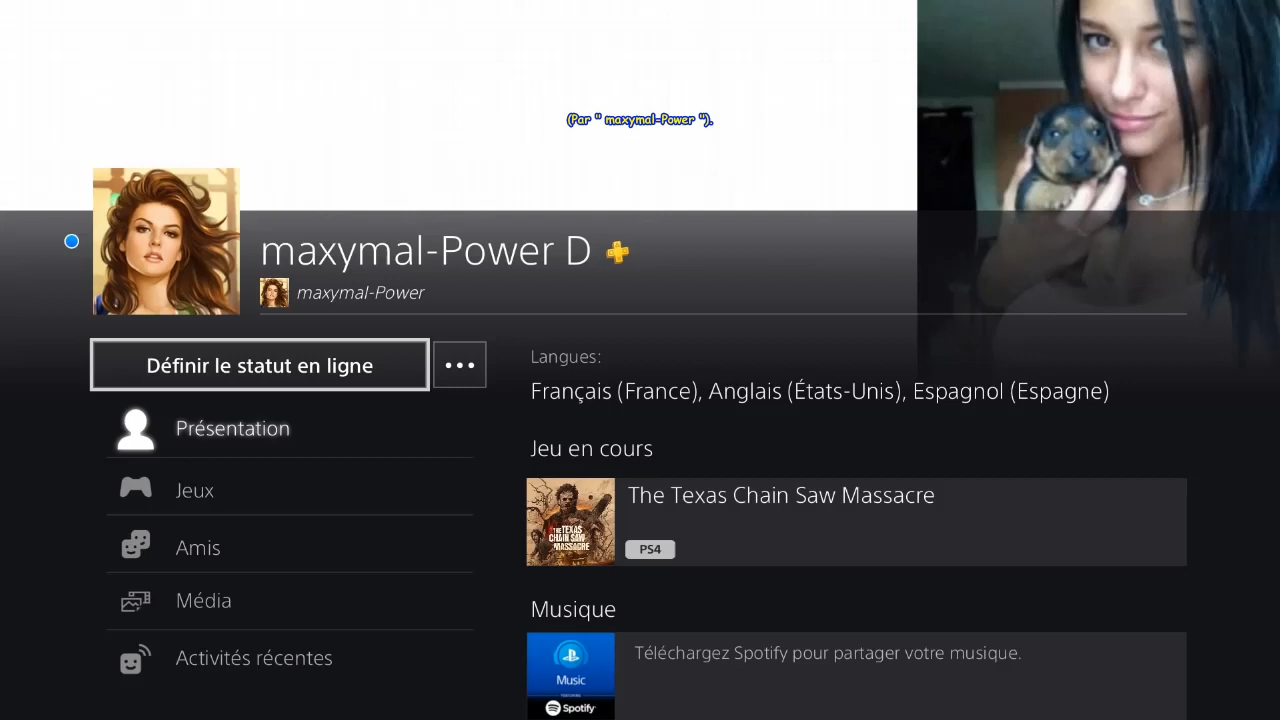 (Par " maxymal-Power ").
maxymal-Power D
maxymal-Power
Définir le statut en ligne
Présentation
Jeux
Amis
Média
Activités récentes
Langues:
Français (France), Anglais (États-Unis), Espagnol (Espagne)
Jeu en cours
THE TEXAS
CHAIN SAW
MASSACRE
The Texas Chain Saw Massacre
PS4
Musique
Music
Spotify
Téléchargez Spotify pour partager votre musique.